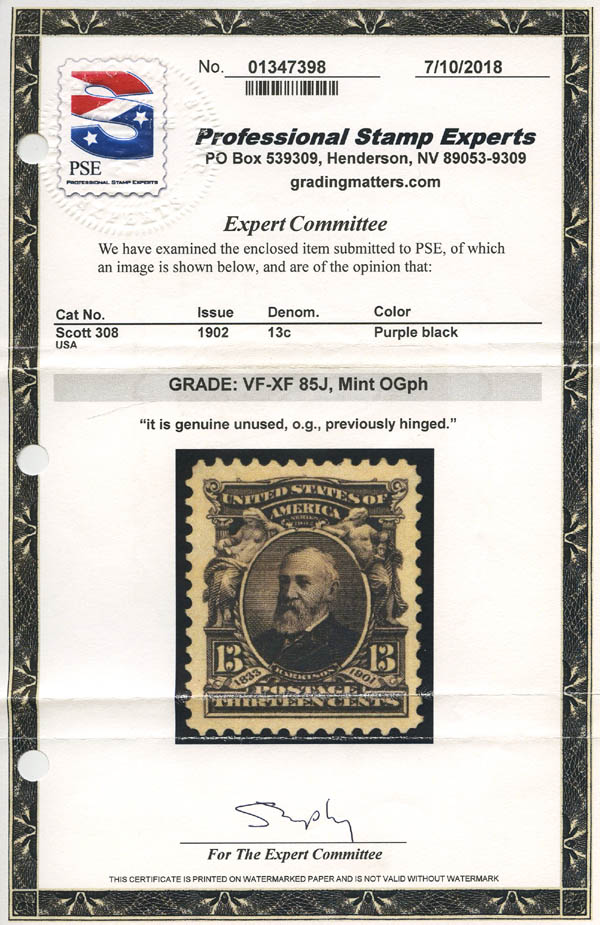 No. 01347398 7/10/2018
PSE
PROFESSIONAL STAMP EXPERTS
EXPERTS
Professional Stamp Experts
PO Box 539309, Henderson, NV 89053-9309
gradingmatters.com
Expert Committee
We have examined the enclosed item submitted to PSE, of which
an image is shown below, and are of the opinion that:
Cat No. Issue Denom. Color
Scott 308 1902 13c Purple black
USA
GRADE: VF-XF 85J, Mint OGph
“it is genuine unused, o.g., previously hinged.”
UNITED STATES OF
AMERICA
SERIES
1902
13 13
HARRISON
1833 1901
POSTAGE
THIRTEEN CENTS
For The Expert Committee
THIS CERTIFICATE IS PRINTED ON WATERMARKED PAPER AND IS NOT VALID WITHOUT WATERMARK